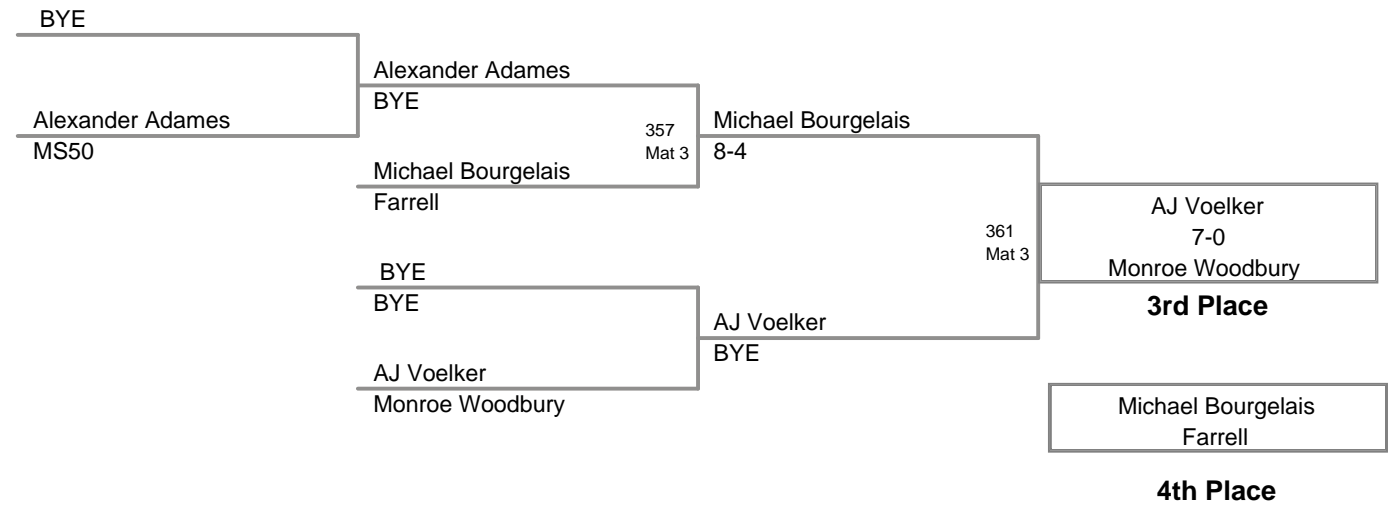 BYE
Alexander Adames
MS50
Alexander Adames
BYE
357
Mat 3
Michael Bourgelais
Farrell
Michael Bourgelais
8-4
BYE
BYE
AJ Voelker
Monroe Woodbury
AJ Voelker
BYE
361
Mat 3
AJ Voelker
7-0
Monroe Woodbury
3rd Place
Michael Bourgelais
Farrell
4th Place